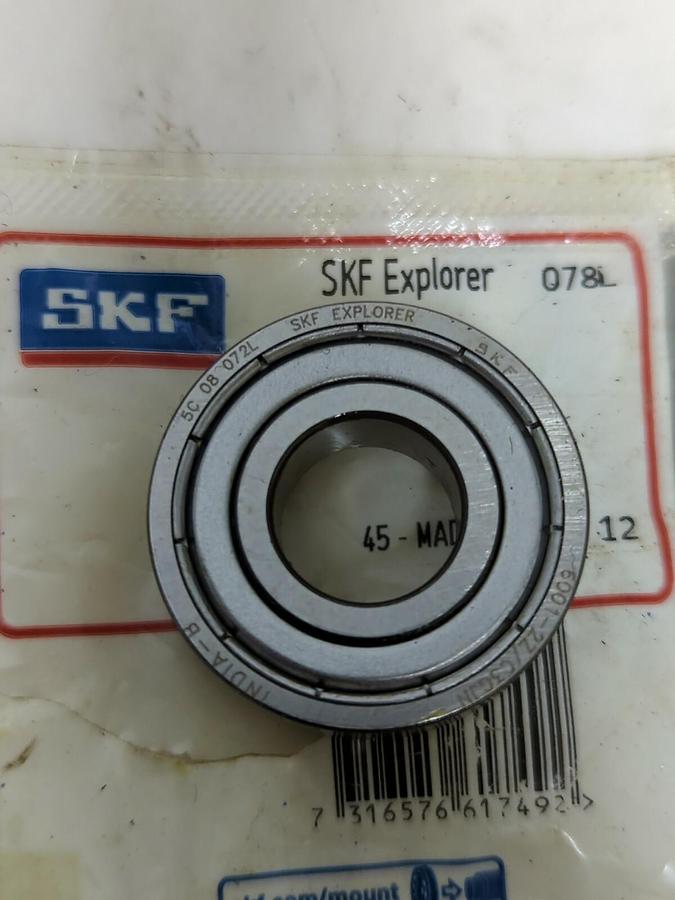 SKF
SKF Explorer 078L
5C 08 072L SKF EXPLORER SKF
6001-2Z/C3GJN
INDIA-B
45 - MAD
12
7 316576 617492 >